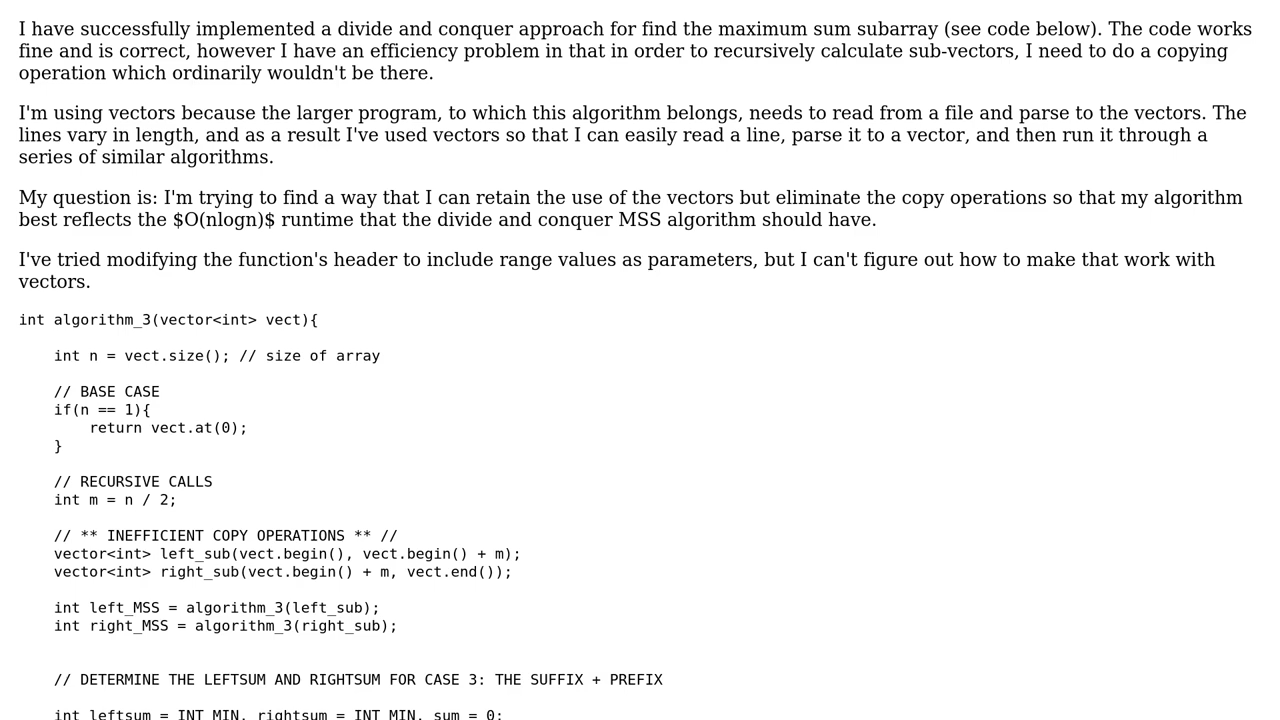 I have successfully implemented a divide and conquer approach for find the maximum sum subarray (see code below). The code works
fine and is correct, however I have an efficiency problem in that in order to recursively calculate sub-vectors, I need to do a copying
operation which ordinarily wouldn't be there.
I'm using vectors because the larger program, to which this algorithm belongs, needs to read from a file and parse to the vectors. The
lines vary in length, and as a result I've used vectors so that I can easily read a line, parse it to a vector, and then run it through a
series of similar algorithms.
My question is: I'm trying to find a way that I can retain the use of the vectors but eliminate the copy operations so that my algorithm
best reflects the $O(nlogn)$ runtime that the divide and conquer MSS algorithm should have.
I've tried modifying the function's header to include range values as parameters, but I can't figure out how to make that work with
vectors.
int algorithm_3(vector<int> vect){
    int n = vect.size(); // size of array
    // BASE CASE
    if(n == 1){
        return vect.at(0);
    }
    // RECURSIVE CALLS
    int m = n / 2;
    // ** INEFFICIENT COPY OPERATIONS ** //
    vector<int> left_sub(vect.begin(), vect.begin() + m);
    vector<int> right_sub(vect.begin() + m, vect.end());
    int left_MSS = algorithm_3(left_sub);
    int right_MSS = algorithm_3(right_sub);
    // DETERMINE THE LEFTSUM AND RIGHTSUM FOR CASE 3: THE SUFFIX + PREFIX
    int leftsum = INT_MIN, rightsum = INT_MIN, sum = 0;